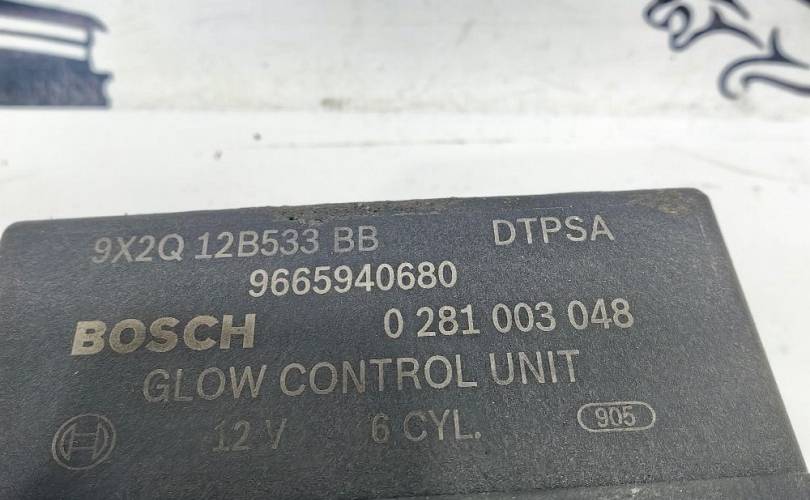 9X2Q 12B533 BB DTPSA
9665940680
BOSCH 0 281 003 048
GLOW CONTROL UNIT
12 V 6 CYL. 905